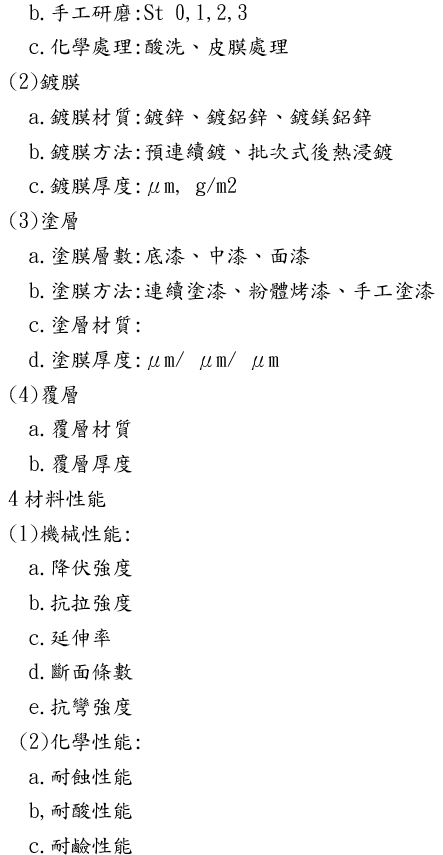 b.手工研磨:St 0,1,2,3
c.化學處理:酸洗、皮膜處理
(2)鍍膜
a.鍍膜材質:鍍鋅、鍍鋁鋅、鍍鎂鋁鋅
b.鍍膜方法:預連續鍍、批次式後熱浸鍍
c.鍍膜厚度:μm, g/m2
(3)塗層
a.塗膜層數:底漆、中漆、面漆
b.塗膜方法:連續塗漆、粉體烤漆、手工塗漆
c.塗層材質:
d.塗膜厚度:μm/ μm/ μm
(4)覆層
a.覆層材質
b.覆層厚度
4 材料性能
(1)機械性能:
a.降伏強度
b.抗拉強度
c.延伸率
d.斷面條數
e.抗彎強度
(2)化學性能:
a.耐蝕性能
b,耐酸性能
c.耐鹼性能